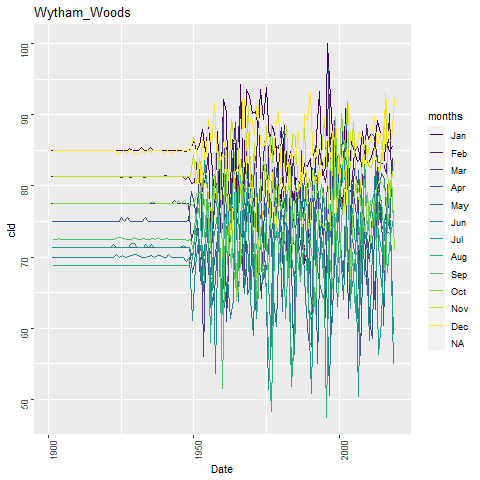 Wytham_Woods
100
90
80
70
60
50
cld
1900
1950
2000
Date
months
Jan
Feb
Mar
Apr
May
Jun
Jul
Aug
Sep
Oct
Nov
Dec
NA